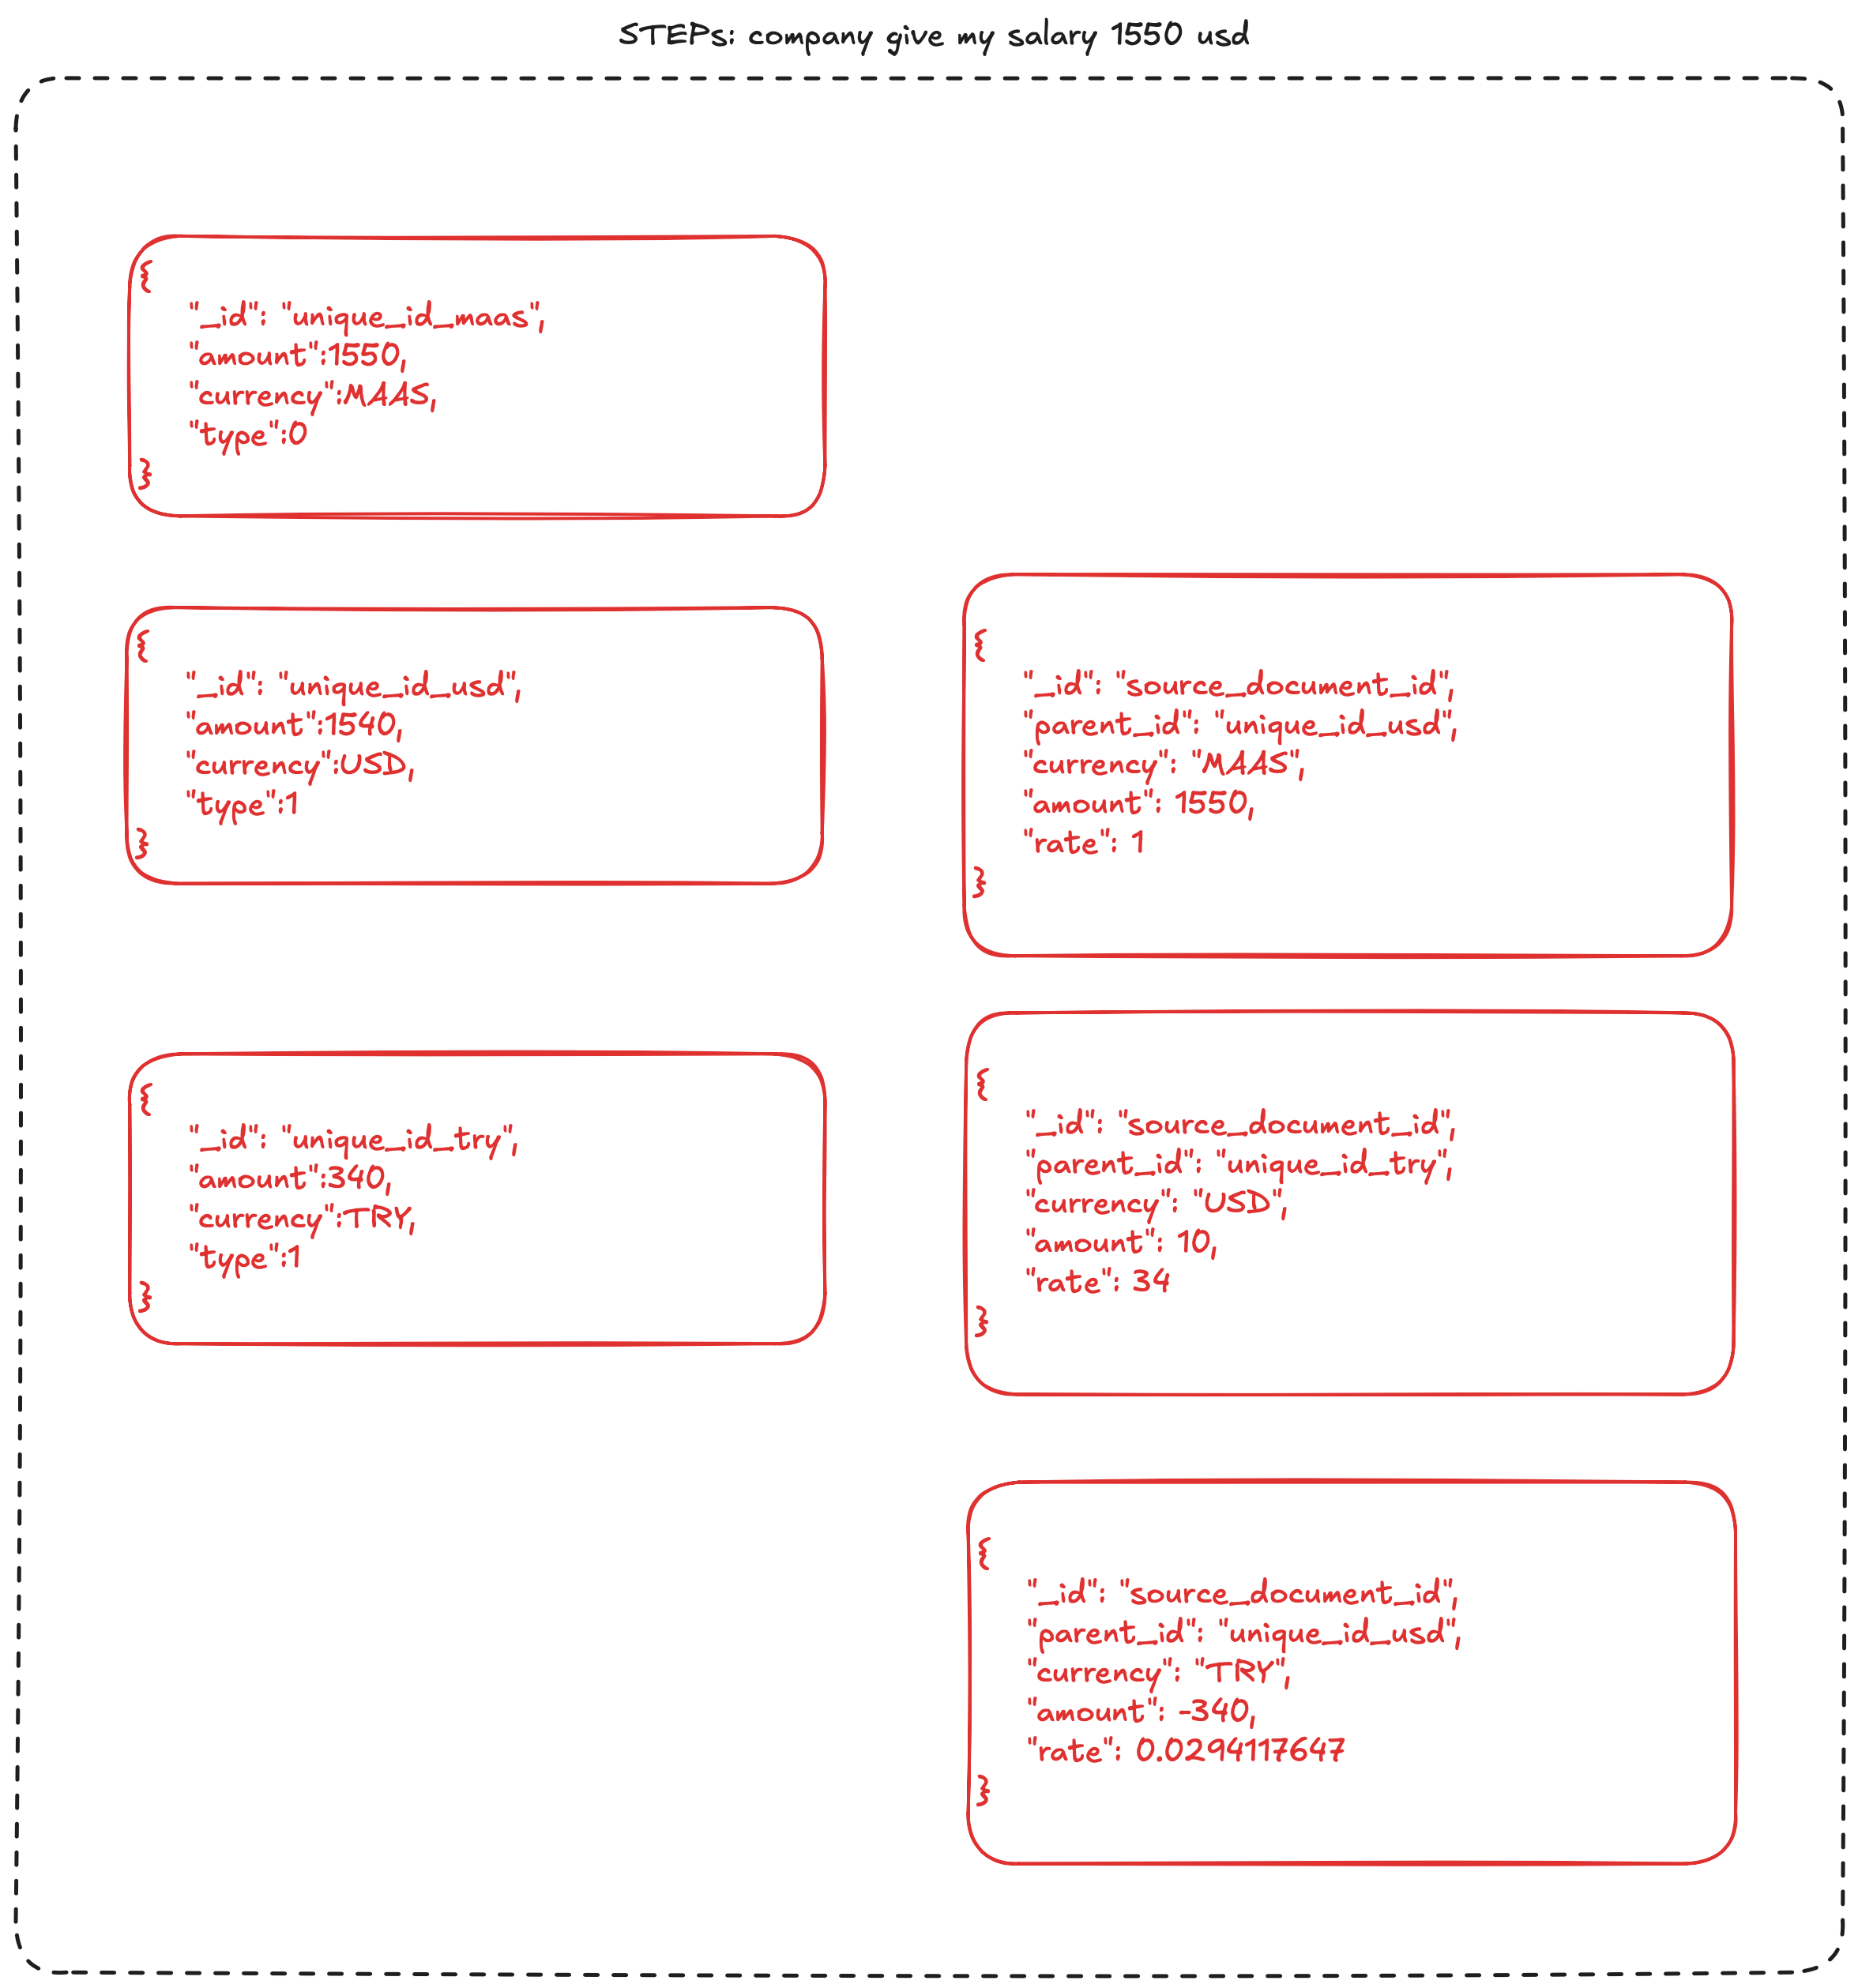 STEPs: company give my salary 1550 usd
{
"_id": "unique_id_maas",
"amount":1550,
"currency":MAAS,
"type":0
}
{
"_id": "unique_id_usd",
"amount":1540,
"currency":USD,
"type":1
}
{
"_id": "source_document_id",
"parent_id": "unique_id_usd",
"currency": "MAAS",
"amount": 1550,
"rate": 1
}
{
"_id": "unique_id_try",
"amount":340,
"currency":TRY,
"type":1
}
{
"_id": "source_document_id",
"parent_id": "unique_id_try",
"currency": "USD",
"amount": 10,
"rate": 34
}
{
"_id": "source_document_id",
"parent_id": "unique_id_usd",
"currency": "TRY",
"amount": -340,
"rate": 0.0294117647
}